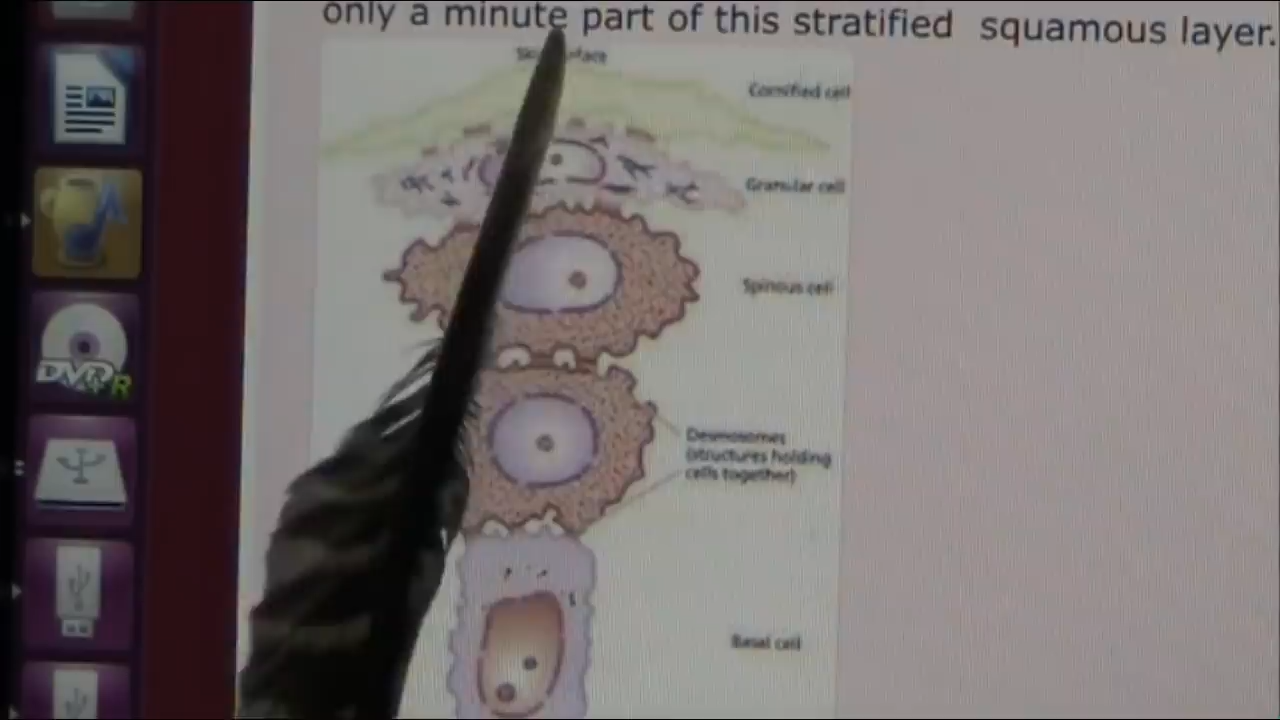 only a minute part of this stratified squamous layer.
Cornified cell
Granular cell
Spinous cell
Desmosomes
(structures holding
cells together)
Basal cell
DVD+R